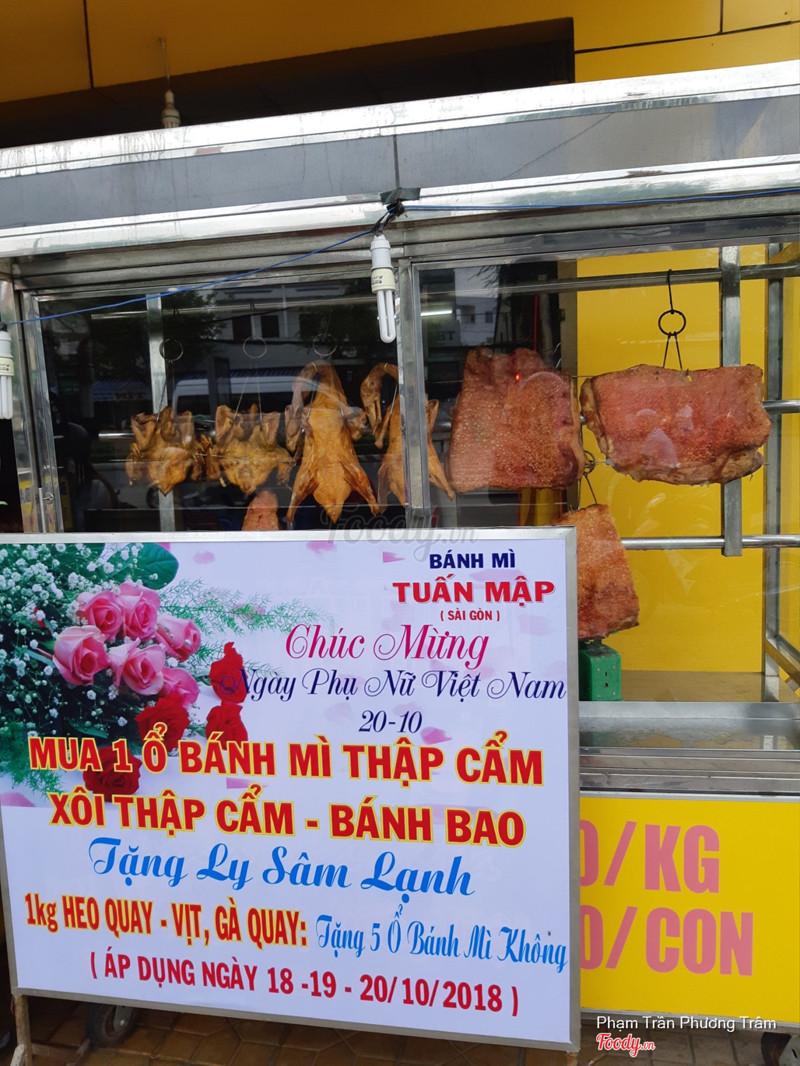 Foody.vn
BÁNH MÌ
TUẤN MẬP
( SÀI GÒN )
Chúc Mừng
Ngày Phụ Nữ Việt Nam
20-10
MUA 1 Ổ BÁNH MÌ THẬP CẨM
XÔI THẬP CẨM - BÁNH BAO
Tặng Ly Sâm Lạnh
1kg HEO QUAY - VỊT, GÀ QUAY: Tặng 5 Ổ Bánh Mì Không
( ÁP DỤNG NGÀY 18 -19 - 20/10/2018 )
/KG
/CON
Phạm Trần Phương Trâm
Foody.vn